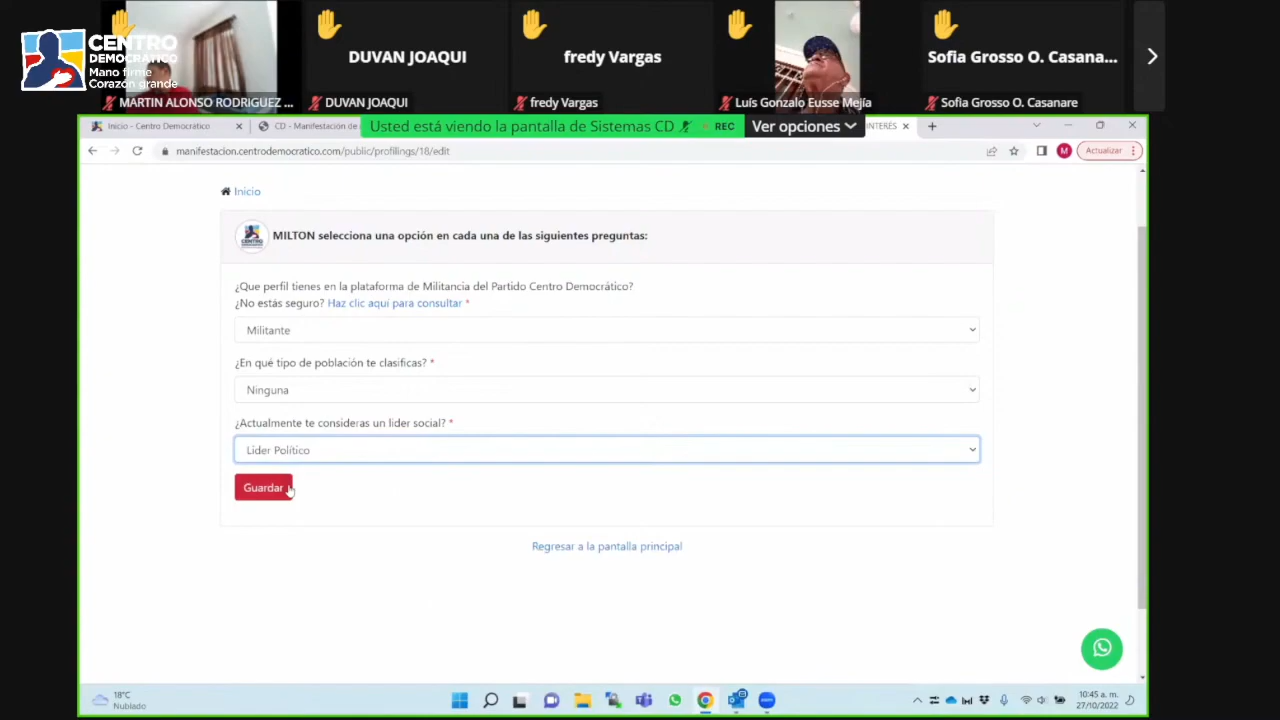 CENTRO
DEMOCRÁTICO
Mano firme
Corazón grande
DUVAN JOAQUI
fredy Vargas
Sofia Grosso O. Casana...
MARTIN ALONSO RODRIGUEZ ...
DUVAN JOAQUI
fredy Vargas
Luís Gonzalo Eusse Mejía
Sofia Grosso O. Casanare
Inicio - Centro Democrático
CD - Manifestación de
Usted está viendo la pantalla de Sistemas CD
REC
Ver opciones
INTERÉS
manifestacion.centrodemocratico.com/public/profilings/18/edit
M
Actualizar
Inicio
CENTRO
MILTON selecciona una opción en cada una de las siguientes preguntas:
¿Que perfil tienes en la plataforma de Militancia del Partido Centro Democrático?
¿No estás seguro? Haz clic aquí para consultar *
Militante
¿En qué tipo de población te clasificas? *
Ninguna
¿Actualmente te consideras un lider social? *
Lider Político
Guardar
Regresar a la pantalla principal
18°C
Nublado
10:45 a. m.
27/10/2022